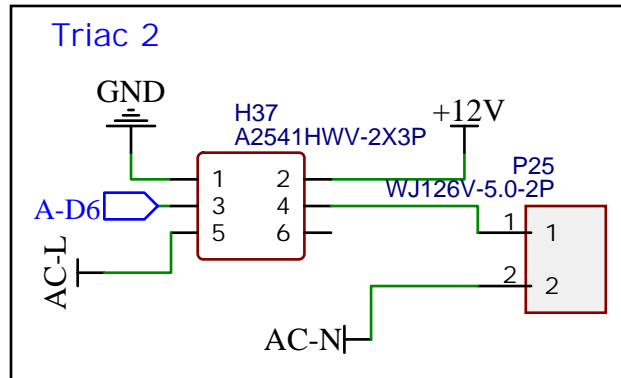 Triac 2
GND
H37
A2541HWV-2X3P
+12V
P25
WJ126V-5.0-2P
1 2
A-D6 3 4
5 6
1 1
2 2
AC-L
AC-N